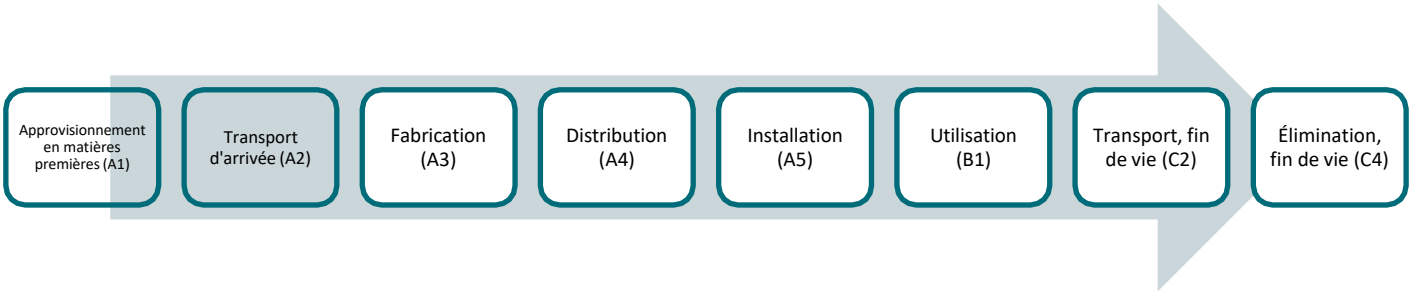 Approvisionnement
en matières
premières (A1)
Transport
d'arrivée (A2)
Fabrication
(A3)
Distribution
(A4)
Installation
(A5)
Utilisation
(B1)
Transport, fin
de vie (C2)
Élimination,
fin de vie (C4)